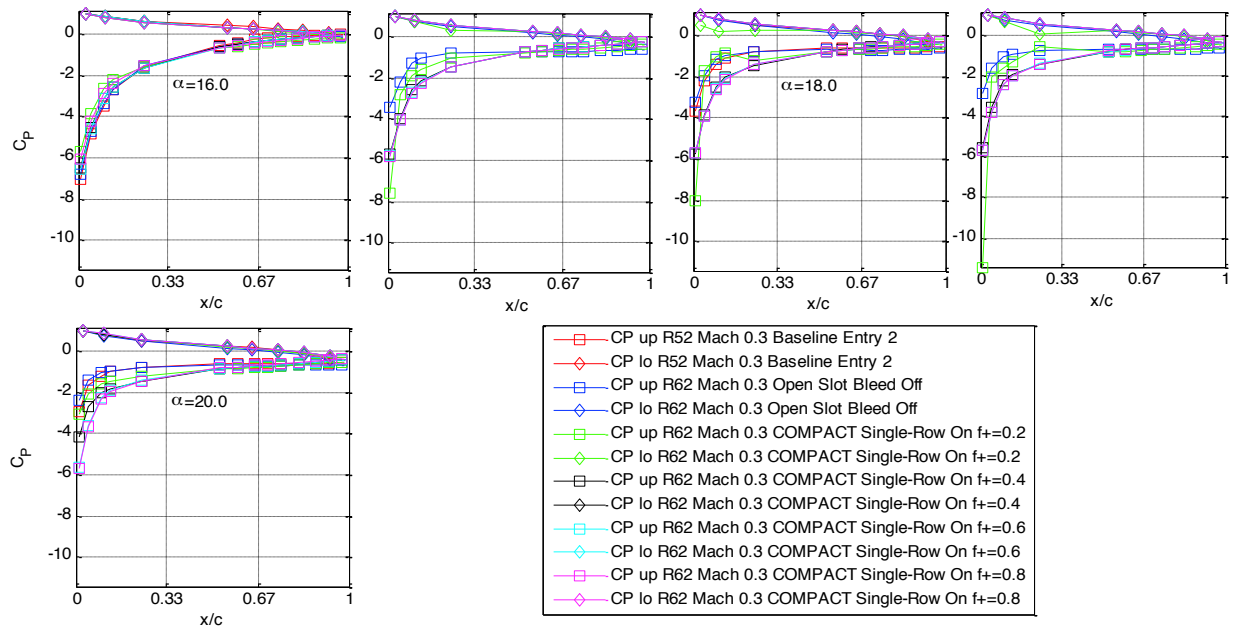 0
-2
-4
-6
-8
-10
C_P
α=16.0
0 0.33 0.67 1
x/c
0
-2
-4
-6
-8
-10
0 0.33 0.67 1
x/c
0
-2
-4
-6
-8
-10
α=18.0
0 0.33 0.67 1
x/c
0
-2
-4
-6
-8
-10
0 0.33 0.67 1
x/c
0
-2
-4
-6
-8
-10
C_P
α=20.0
0 0.33 0.67 1
x/c
CP up R52 Mach 0.3 Baseline Entry 2
CP lo R52 Mach 0.3 Baseline Entry 2
CP up R62 Mach 0.3 Open Slot Bleed Off
CP lo R62 Mach 0.3 Open Slot Bleed Off
CP up R62 Mach 0.3 COMPACT Single-Row On f+=0.2
CP lo R62 Mach 0.3 COMPACT Single-Row On f+=0.2
CP up R62 Mach 0.3 COMPACT Single-Row On f+=0.4
CP lo R62 Mach 0.3 COMPACT Single-Row On f+=0.4
CP up R62 Mach 0.3 COMPACT Single-Row On f+=0.6
CP lo R62 Mach 0.3 COMPACT Single-Row On f+=0.6
CP up R62 Mach 0.3 COMPACT Single-Row On f+=0.8
CP lo R62 Mach 0.3 COMPACT Single-Row On f+=0.8